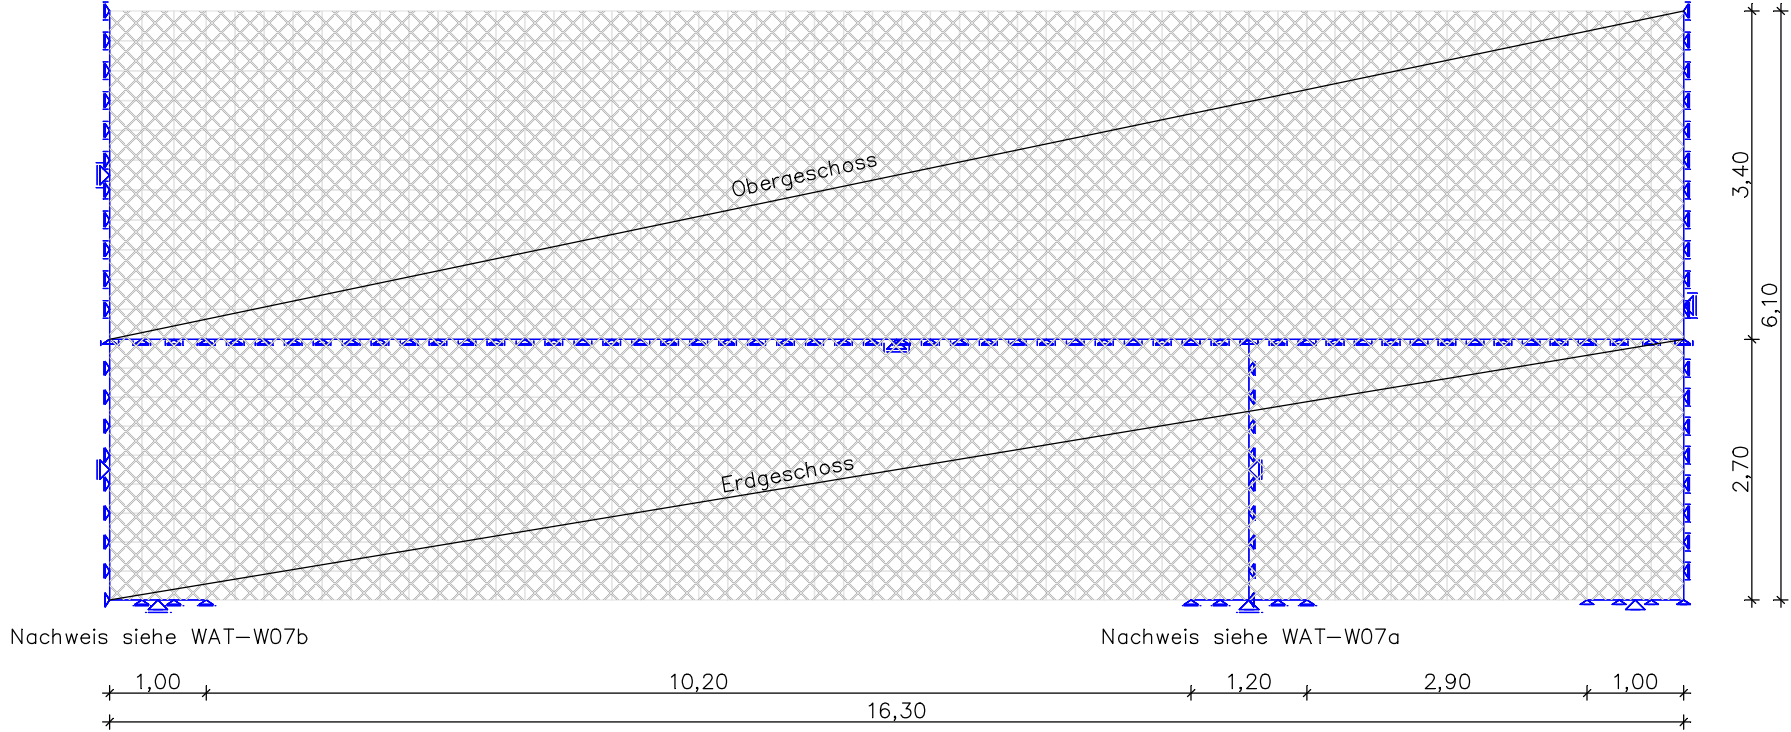 Obergeschoss
3,40
6,10
Erdgeschoss
2,70
Nachweis siehe WAT-W07b
Nachweis siehe WAT-W07a
1,00
10,20
1,20
2,90
1,00
16,30